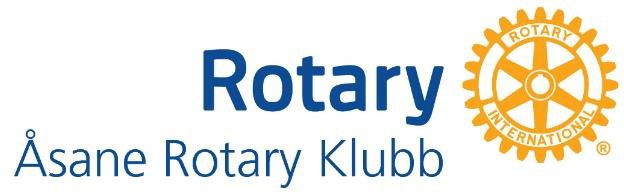 Rotary
Åsane Rotary Klubb
ROTARY
INTERNATIONAL
®